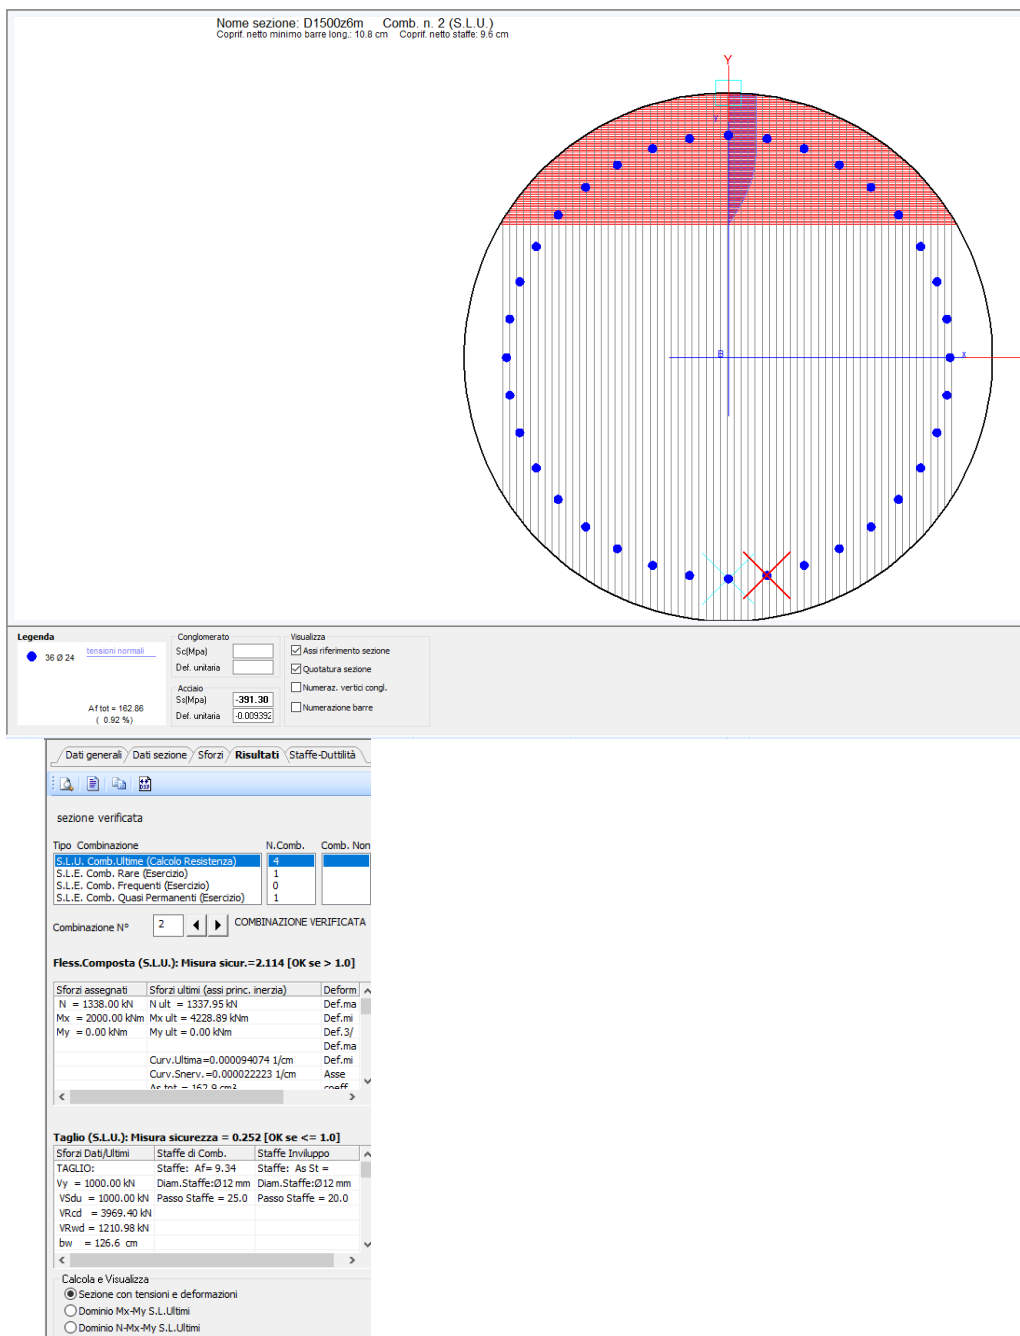 Nome sezione: D1500z6m Comb. n. 2 (S.L.U.)
Coprif. netto minimo barre long.: 10.8 cm Coprif. netto staffe: 9.6 cm
Y
y
B
x
Legenda
36 Ø 24 tensioni normali
Af tot = 162.86
( 0.92 %)
Conglomerato
Sc(Mpa)
Def. unitaria
Acciaio
Ss(Mpa) -391.30
Def. unitaria -0.009392
Visualizza
Assi riferimento sezione
Quotatura sezione
Numeraz. vertici congl.
Numerazione barre
Dati generali Dati sezione Sforzi Risultati Staffe-Duttilità
DXF
sezione verificata
Tipo Combinazione N.Comb. Comb. Non
S.L.U. Comb.Ultime (Calcolo Resistenza) 4
S.L.E. Comb. Rare (Esercizio) 1
S.L.E. Comb. Frequenti (Esercizio) 0
S.L.E. Comb. Quasi Permanenti (Esercizio) 1
Combinazione N° 2 COMBINAZIONE VERIFICATA
Fless.Composta (S.L.U.): Misura sicur.=2.114 [OK se > 1.0]
Sforzi assegnati Sforzi ultimi (assi princ. inerzia) Deform
N = 1338.00 kN N ult = 1337.95 kN Def.ma
Mx = 2000.00 kNm Mx ult = 4228.89 kNm Def.mi
My = 0.00 kNm My ult = 0.00 kNm Def.3/
Def.ma
Curv.Ultima=0.000094074 1/cm Def.mi
Curv.Snerv.=0.000022223 1/cm Asse
As tot = 162.9 cm² coeff
Taglio (S.L.U.): Misura sicurezza = 0.252 [OK se <= 1.0]
Sforzi Dati/Ultimi Staffe di Comb. Staffe Inviluppo
TAGLIO: Staffe: Af= 9.34 Staffe: As St =
Vy = 1000.00 kN Diam.Staffe:Ø12 mm Diam.Staffe:Ø12 mm
VSdu = 1000.00 kN Passo Staffe = 25.0 Passo Staffe = 20.0
VRcd = 3969.40 kN
VRwd = 1210.98 kN
bw = 126.6 cm
Calcola e Visualizza
Sezione con tensioni e deformazioni
Dominio Mx-My S.L.Ultimi
Dominio N-Mx-My S.L.Ultimi